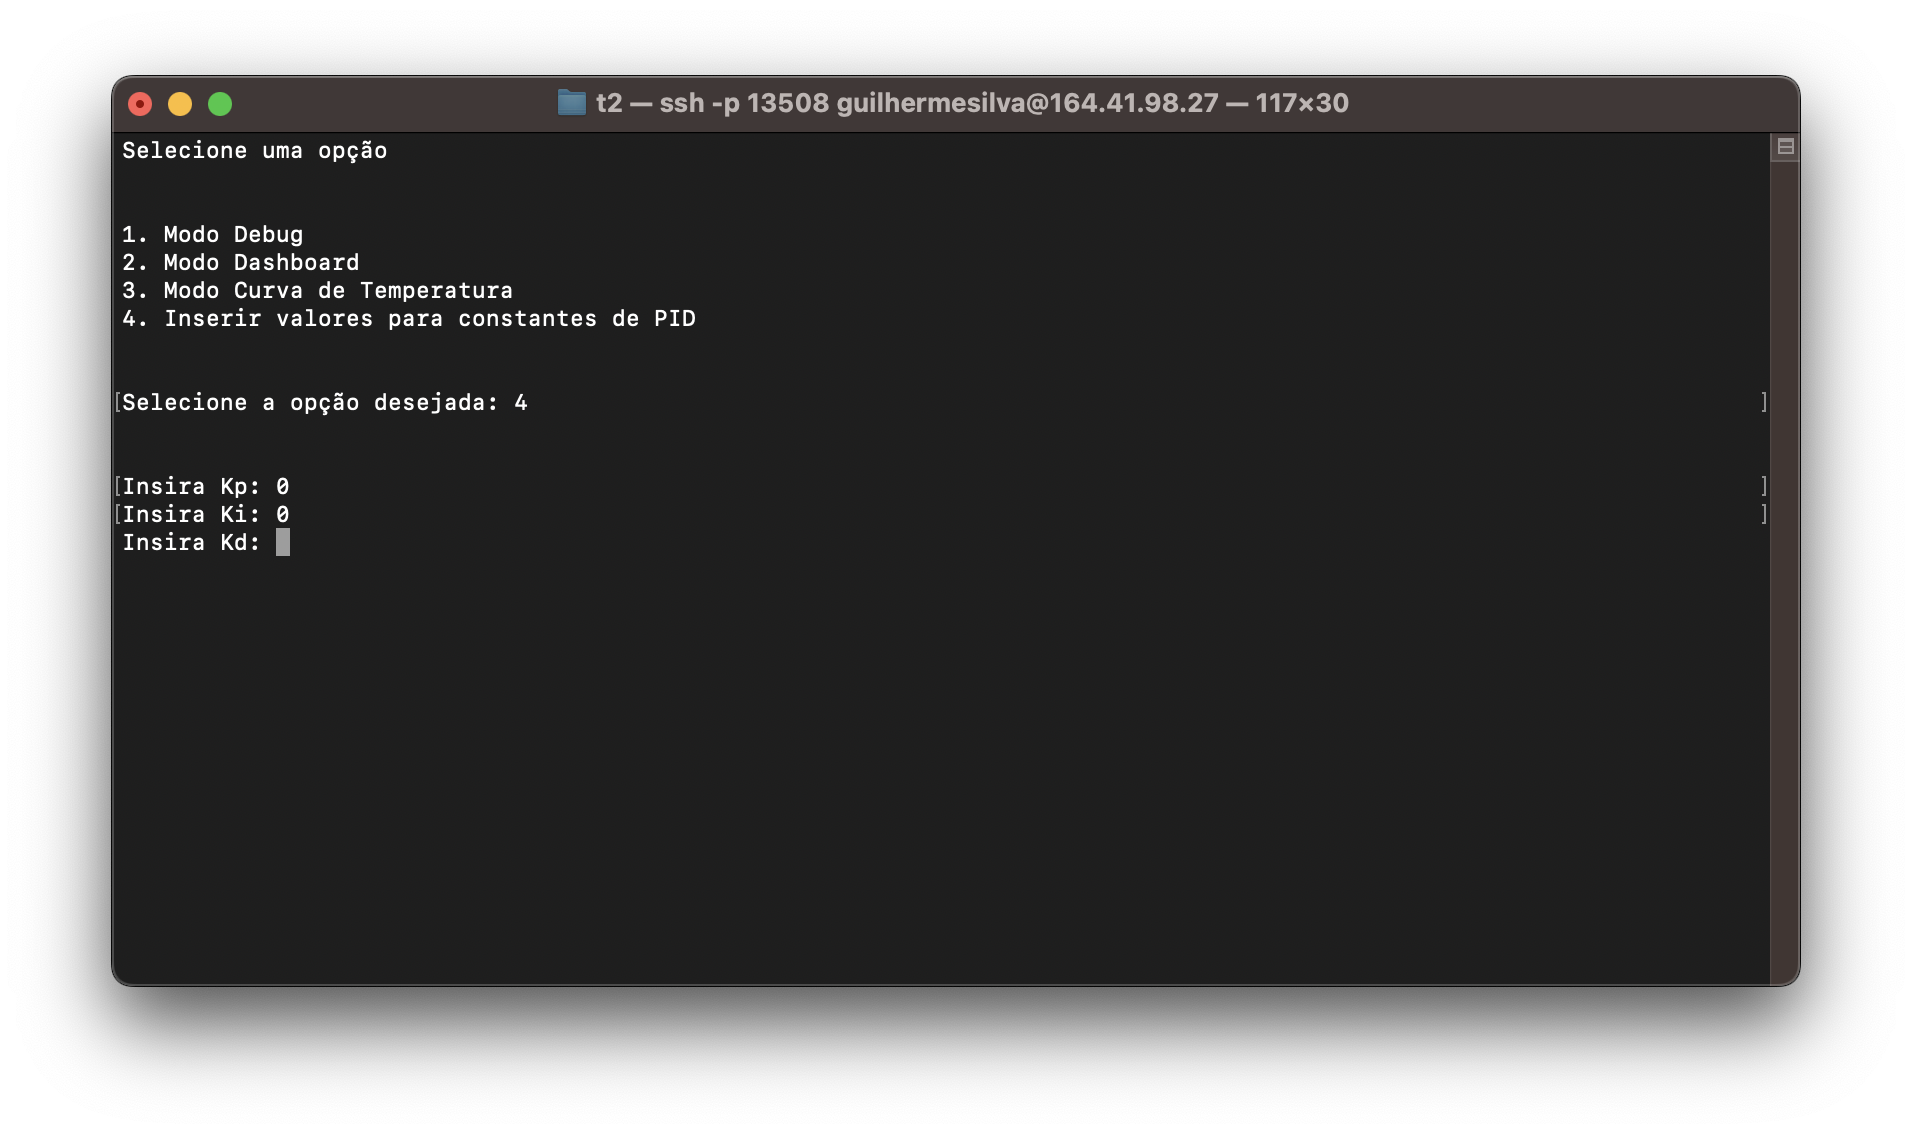 t2 — ssh -p 13508 guilhermesilva@164.41.98.27 — 117×30
Selecione uma opção
1. Modo Debug
2. Modo Dashboard
3. Modo Curva de Temperatura
4. Inserir valores para constantes de PID
[Selecione a opção desejada: 4 ]
[Insira Kp: 0 ]
[Insira Ki: 0 ]
Insira Kd: